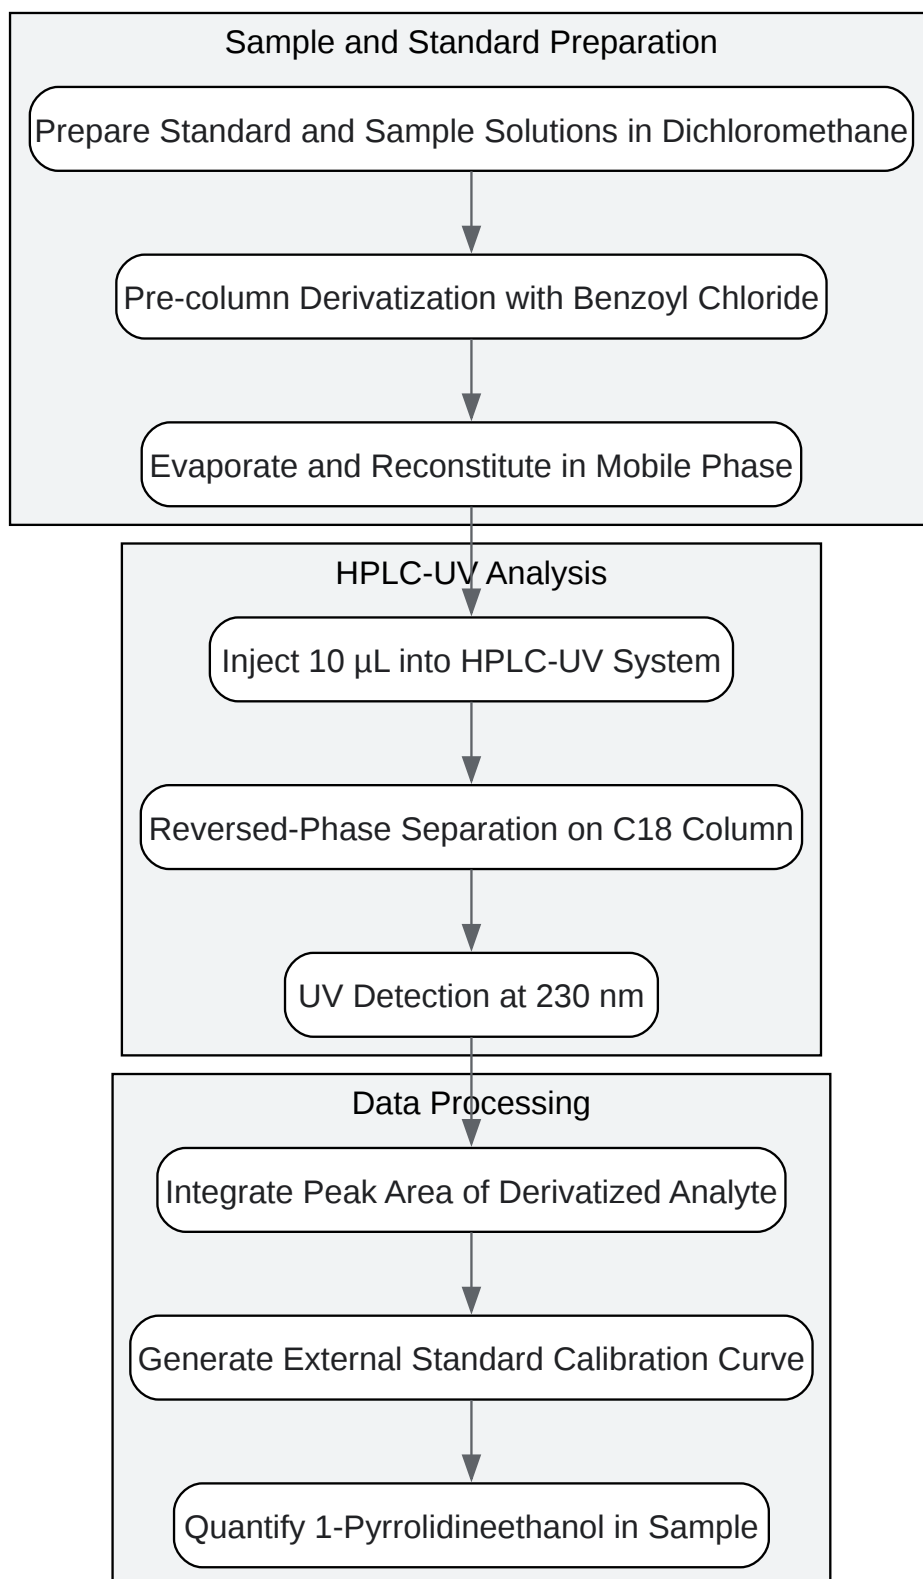 Sample and Standard Preparation
Prepare Standard and Sample Solutions in Dichloromethane
Pre-column Derivatization with Benzoyl Chloride
Evaporate and Reconstitute in Mobile Phase
HPLC-UV Analysis
Inject 10 µL into HPLC-UV System
Reversed-Phase Separation on C18 Column
UV Detection at 230 nm
Data Processing
Integrate Peak Area of Derivatized Analyte
Generate External Standard Calibration Curve
Quantify 1-Pyrrolidineethanol in Sample